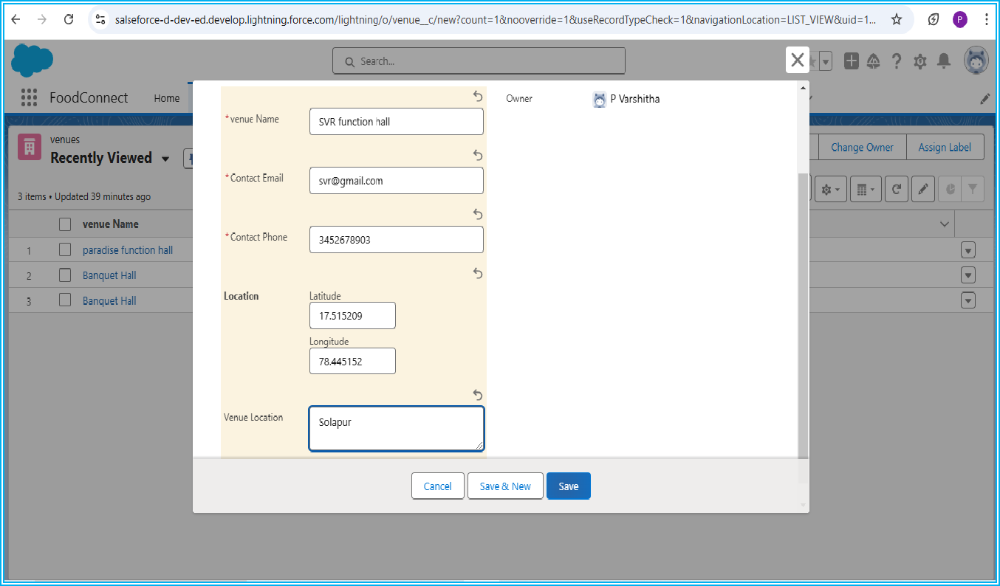 salseforce-d-dev-ed.develop.lightning.force.com/lightning/o/venue__c/new?count=1&nooverride=1&useRecordTypeCheck=1&navigationLocation=LIST_VIEW&uid=1...
P
Search...
FoodConnect Home
*venue Name SVR function hall
Owner P Varshitha
venues
Recently Viewed
Change Owner Assign Label
*Contact Email svr@gmail.com
3 items • Updated 39 minutes ago
venue Name
*Contact Phone 3452678903
1 paradise function hall
2 Banquet Hall
3 Banquet Hall
Location Latitude
17.515209
Longitude
78.445152
Venue Location Solapur
Cancel Save & New Save